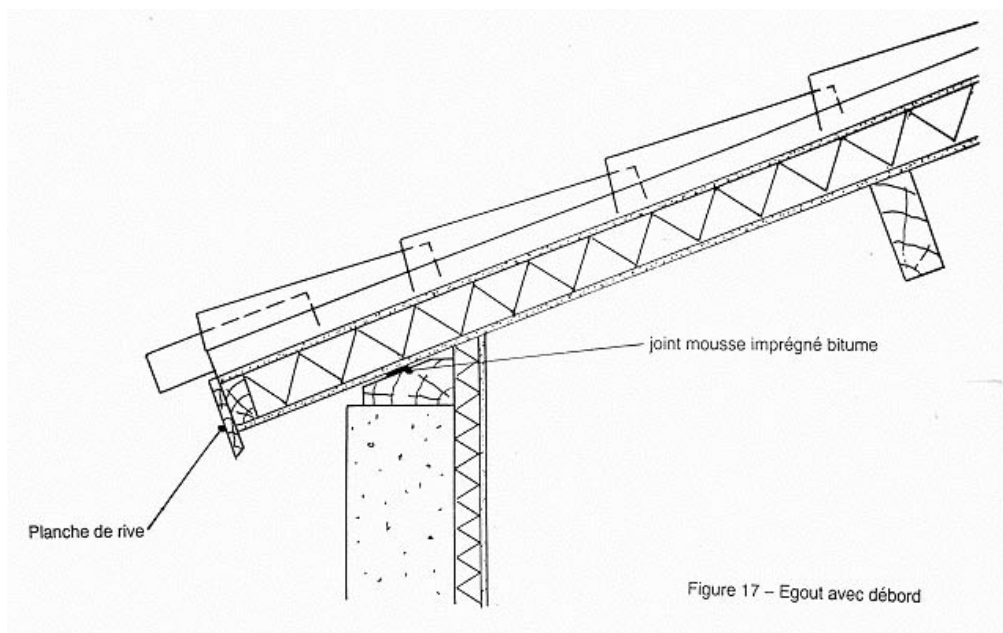 joint mousse imprégné bitume
Planche de rive
Figure 17 – Egout avec débord